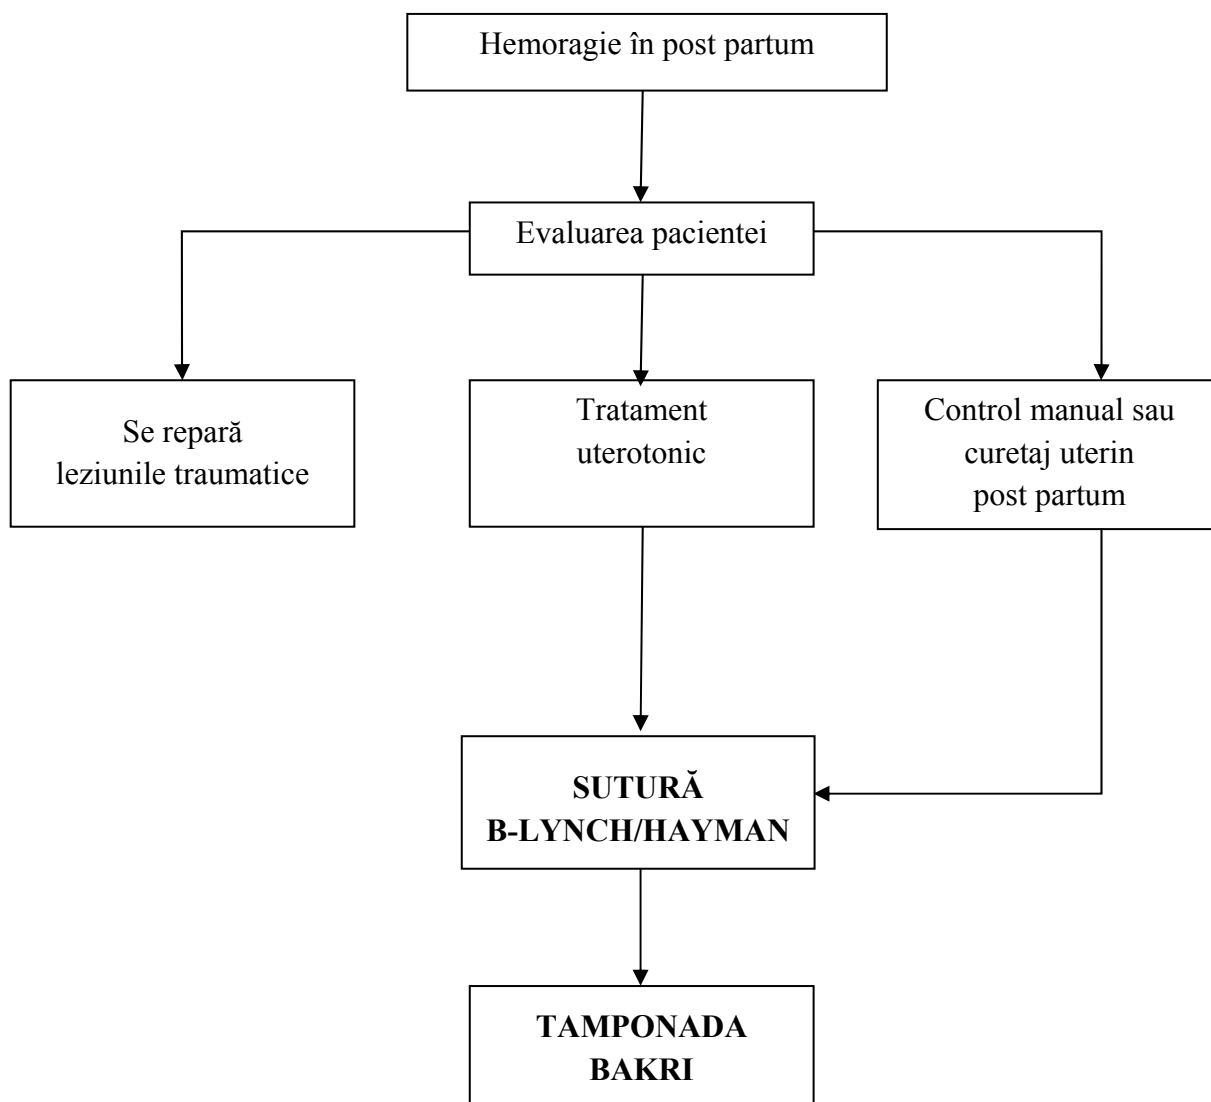 Hemoragie în post partum
Evaluarea pacientei
Se repară
leziunile traumatice
Tratament
uterotonic
Control manual sau
curetaj uterin
post partum
SUTURĂ
B-LYNCH/HAYMAN
TAMPONADA
BAKRI